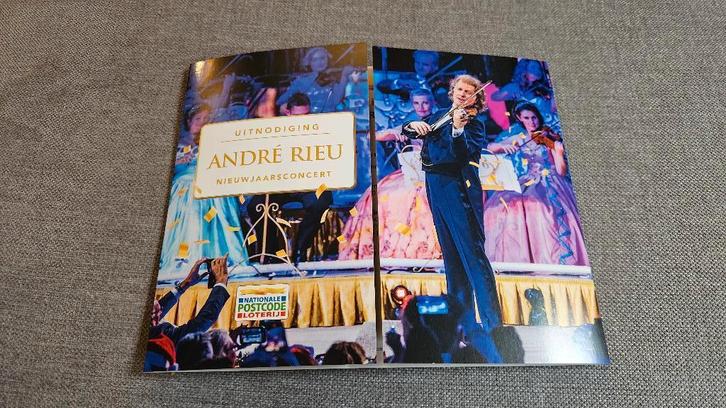 UITNODIGING
ANDRÉ RIEU
NIEUWJAARSCONCERT
NATIONALE
POSTCODE
LOTERIJ